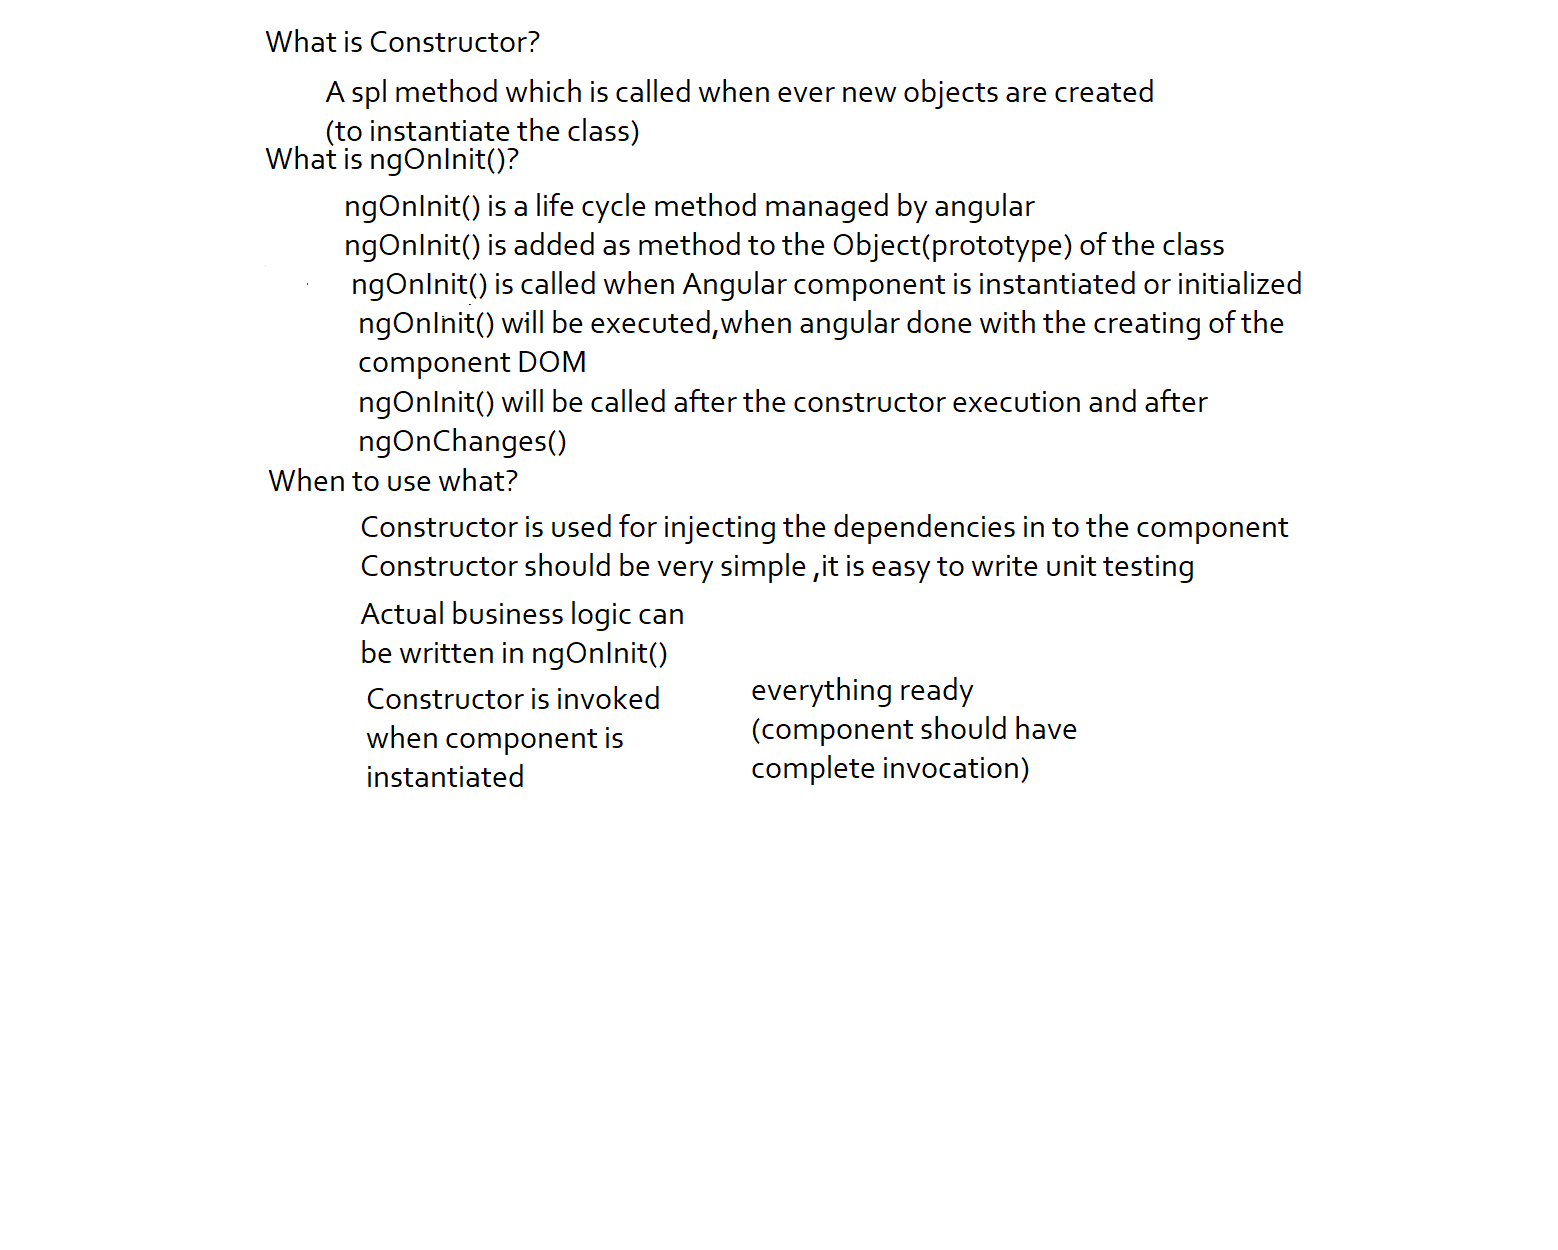 What is Constructor?
A spl method which is called when ever new objects are created
(to instantiate the class)
What is ngOnInit()?
ngOnInit() is a life cycle method managed by angular
ngOnInit() is added as method to the Object(prototype) of the class
ngOnInit() is called when Angular component is instantiated or initialized
ngOnInit() will be executed,when angular done with the creating of the
component DOM
ngOnInit() will be called after the constructor execution and after
ngOnChanges()
When to use what?
Constructor is used for injecting the dependencies in to the component
Constructor should be very simple ,it is easy to write unit testing
Actual business logic can
be written in ngOnInit()
Constructor is invoked
when component is
instantiated
everything ready
(component should have
complete invocation)